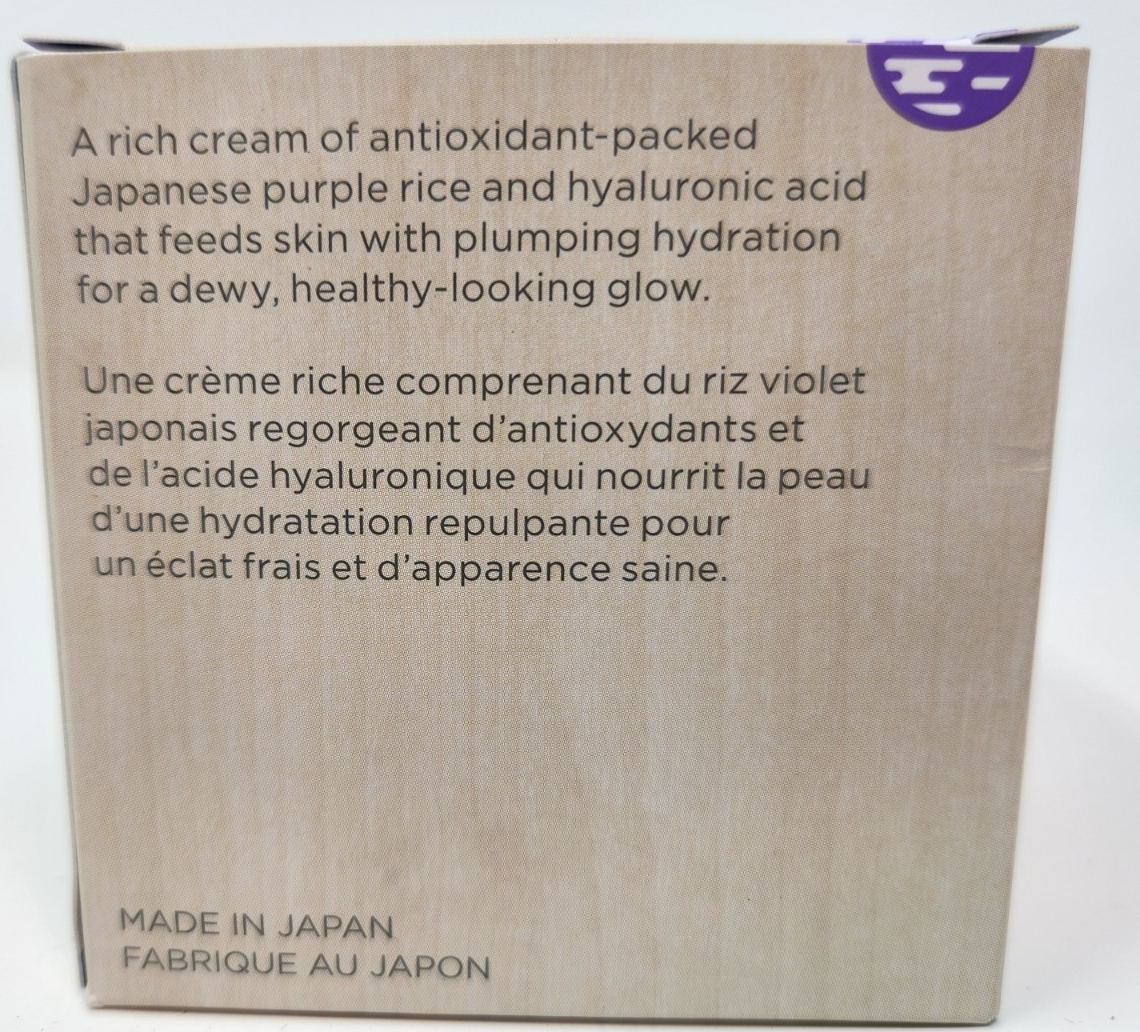 A rich cream of antioxidant-packed
Japanese purple rice and hyaluronic acid
that feeds skin with plumping hydration
for a dewy, healthy-looking glow.
Une crème riche comprenant du riz violet
japonais regorgeant d’antioxydants et
de l’acide hyaluronique qui nourrit la peau
d’une hydratation repulpante pour
un éclat frais et d’apparence saine.
MADE IN JAPAN
FABRIQUE AU JAPON